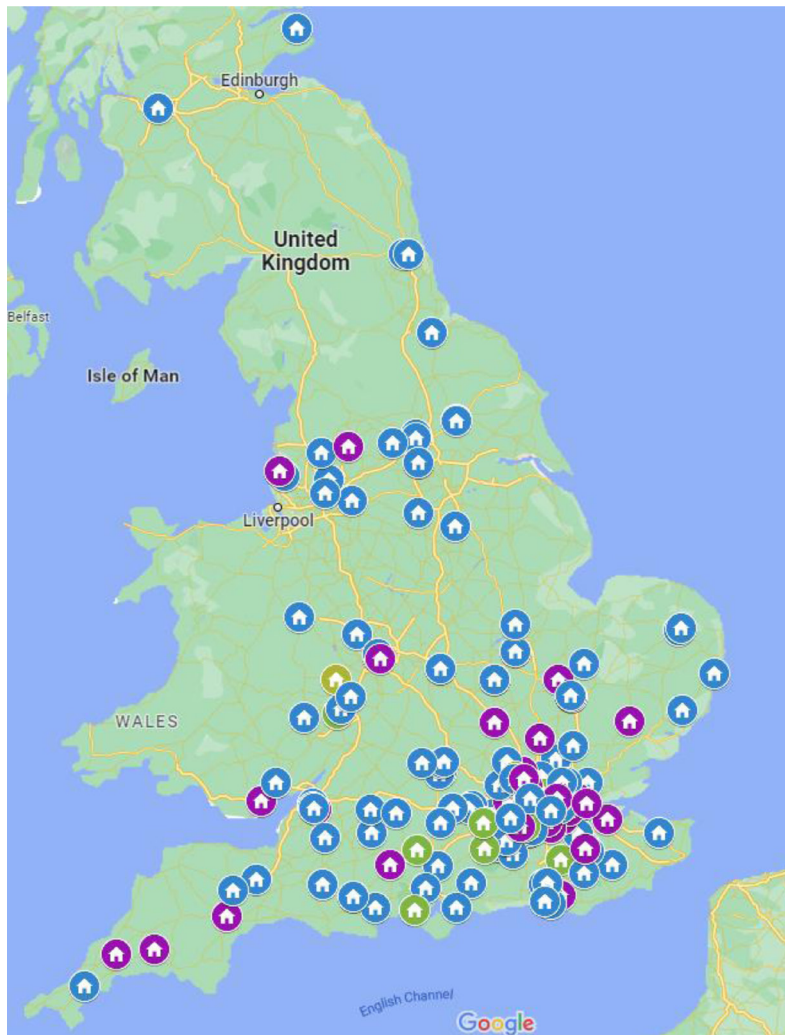 Edinburgh
United
Kingdom
Belfast
Isle of Man
Liverpool
WALES
English Channel
Google